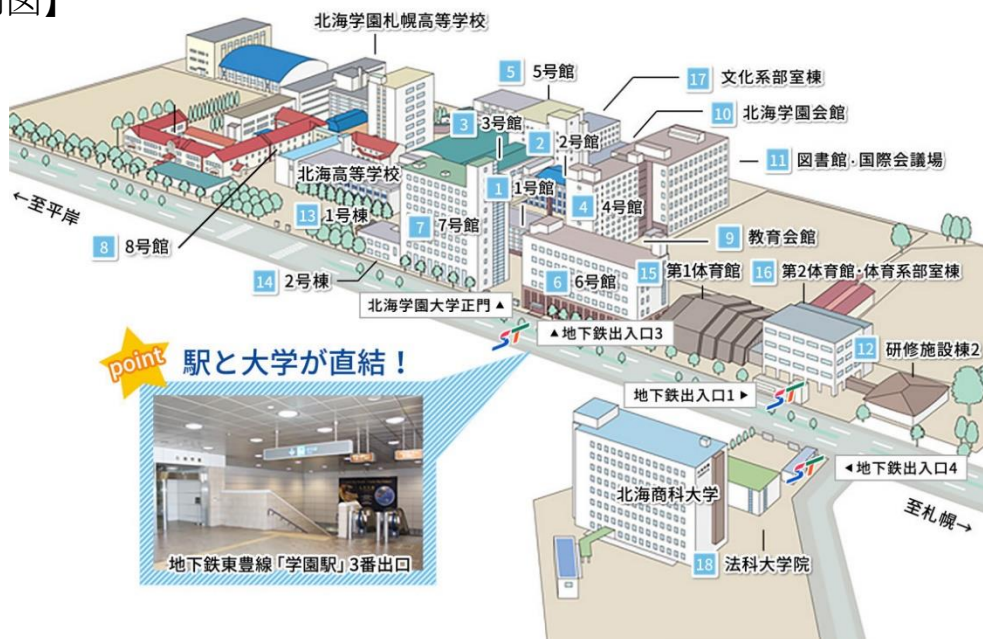 図】
北海学園札幌高等学校
5 5号館
17 文化系部室棟
3 3号館
10 北海学園会館
2 2号館
11 図書館・国際会議場
北海高等学校
1 1号館
4 4号館
←至平岸
13 1号棟
7 7号館
9 教育会館
8 8号館
15 第1体育館
16 第2体育館・体育系部室棟
14 2号棟
6 6号館
北海学園大学正門▲
▲地下鉄出入口3
ST
point 駅と大学が直結！
12 研修施設棟2
地下鉄出入口1▶
ST
◀地下鉄出入口4
ST
北海商科大学
至札幌→
18 法科大学院
地下鉄東豊線「学園駅」3番出口